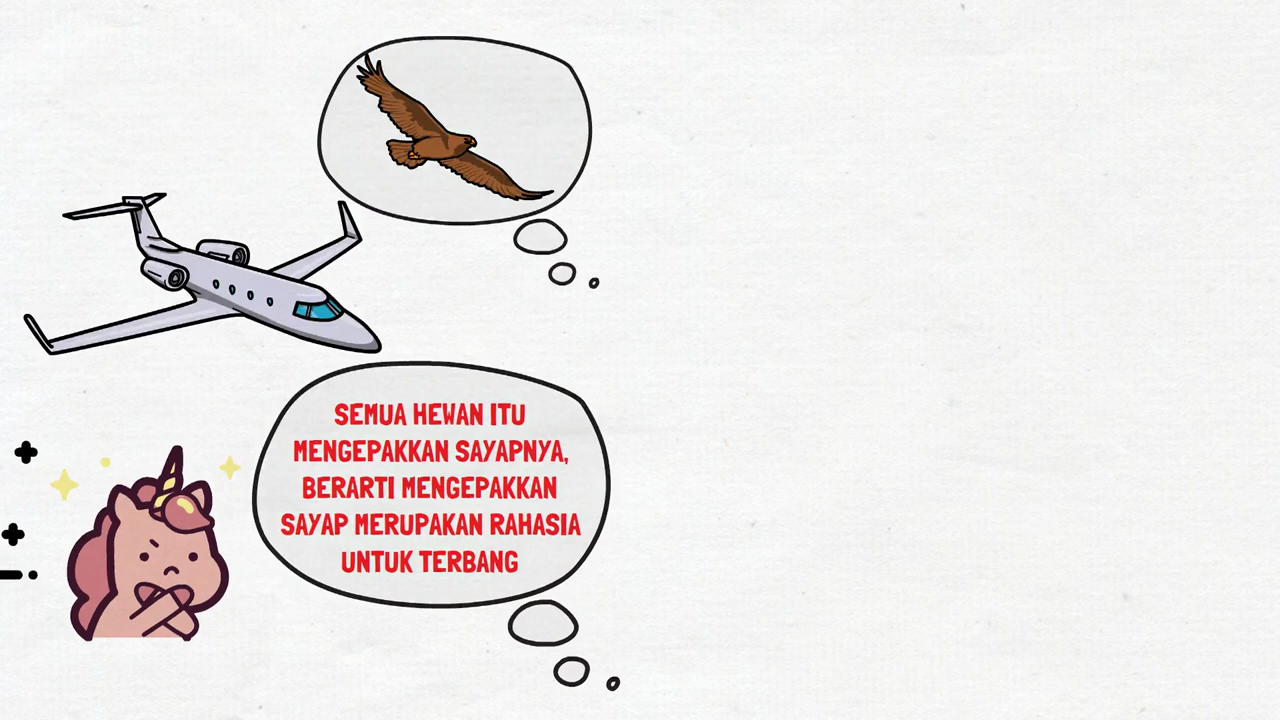 SEMUA HEWAN ITU
MENGEPAKKAN SAYAPNYA,
BERARTI MENGEPAKKAN
SAYAP MERUPAKAN RAHASIA
UNTUK TERBANG